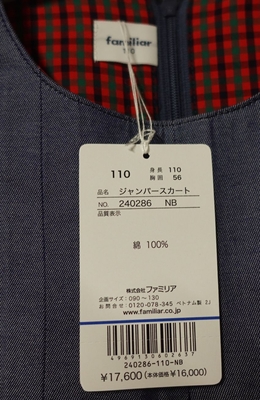 familiar
110
110 身長 110
胸囲 56
品名 ジャンパースカート
NO. 240286 NB
品質表示
綿 100%
株式会社ファミリア
企画サイズ:090～130
お問合せ 0120-078-345 ベトナム製 EJ
www.familiar.co.jp
4969130602637
240286-110-NB
¥17,600(本体価格¥16,000)